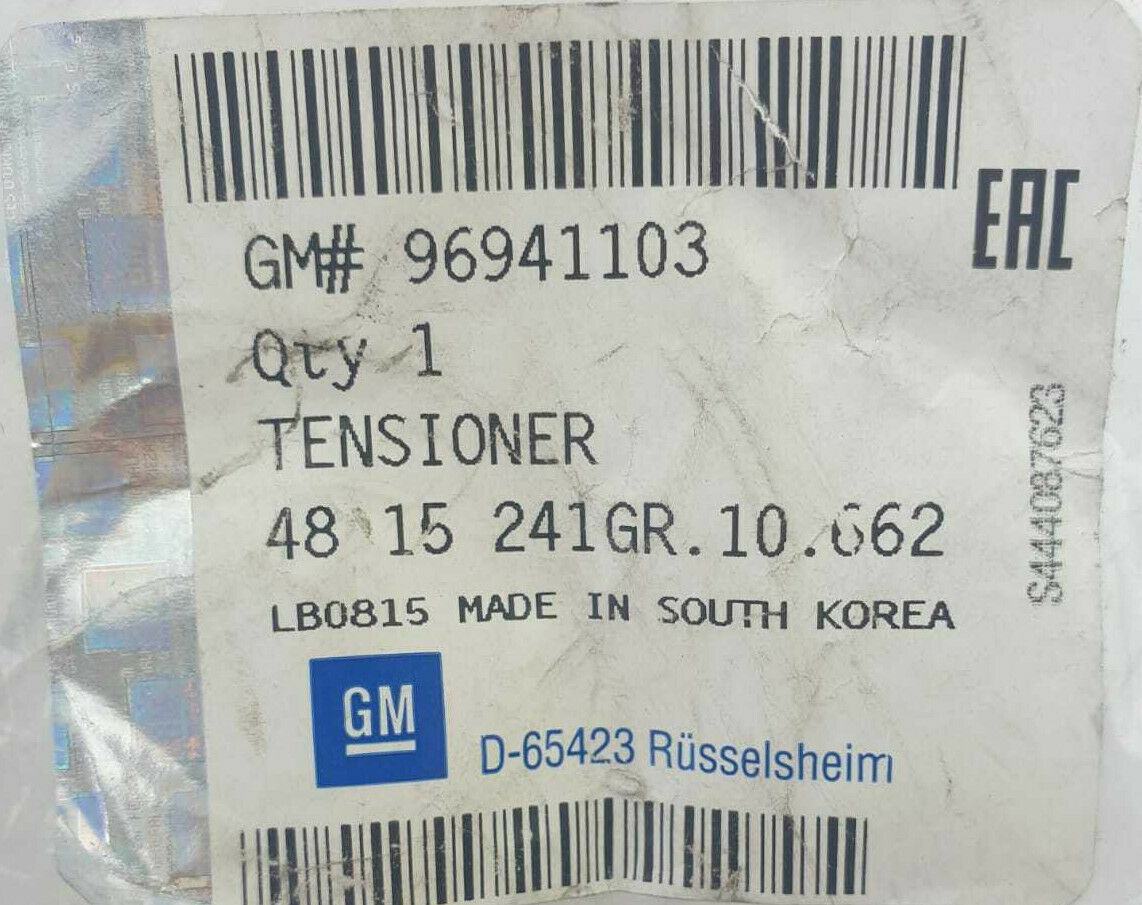 GM# 96941103
EAC
Qty 1
TENSIONER
48 15 241GR.10.662
LB0815 MADE IN SOUTH KOREA
S444087623
GM
D-65423 Rüsselsheim